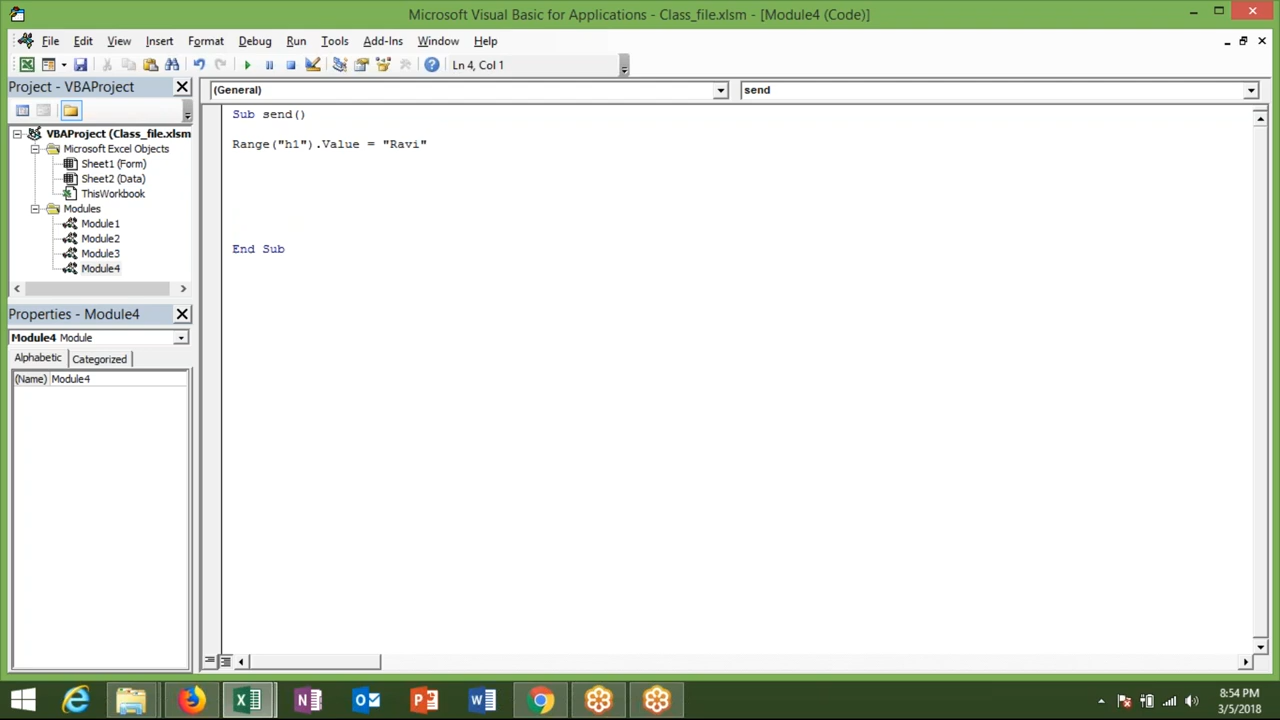 Microsoft Visual Basic for Applications - Class_file.xlsm - [Module4 (Code)]
File Edit View Insert Format Debug Run Tools Add-Ins Window Help
Ln 4, Col 1
Project - VBAProject
(General)
send
VBAProject (Class_file.xlsm
Microsoft Excel Objects
Sheet1 (Form)
Sheet2 (Data)
ThisWorkbook
Modules
Module1
Module2
Module3
Module4
Sub send()
Range("h1").Value = "Ravi"
End Sub
Properties - Module4
Module4 Module
Alphabetic Categorized
(Name) Module4
8:54 PM
3/5/2018